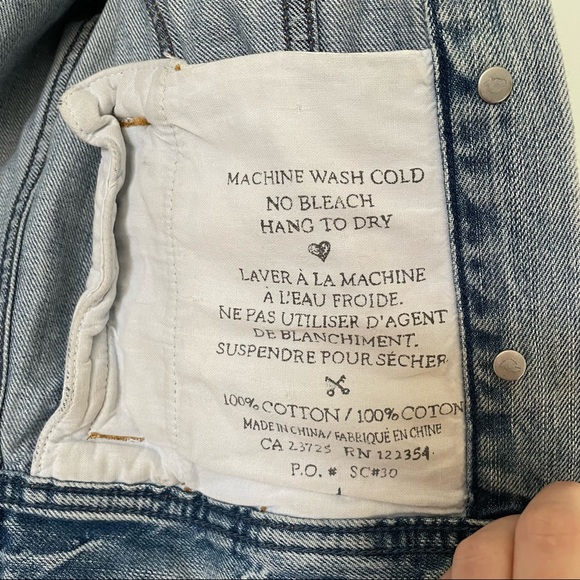 MACHINE WASH COLD
NO BLEACH
HANG TO DRY
LAVER À LA MACHINE
À L'EAU FROIDE.
NE PAS UTILISER D'AGENT
DE BLANCHIMENT.
SUSPENDRE POUR SÉCHER
100% COTTON / 100% COTON
MADE IN CHINA / FABRIQUÉ EN CHINE
CA 23725 RN 122354
P.O. # SC#30